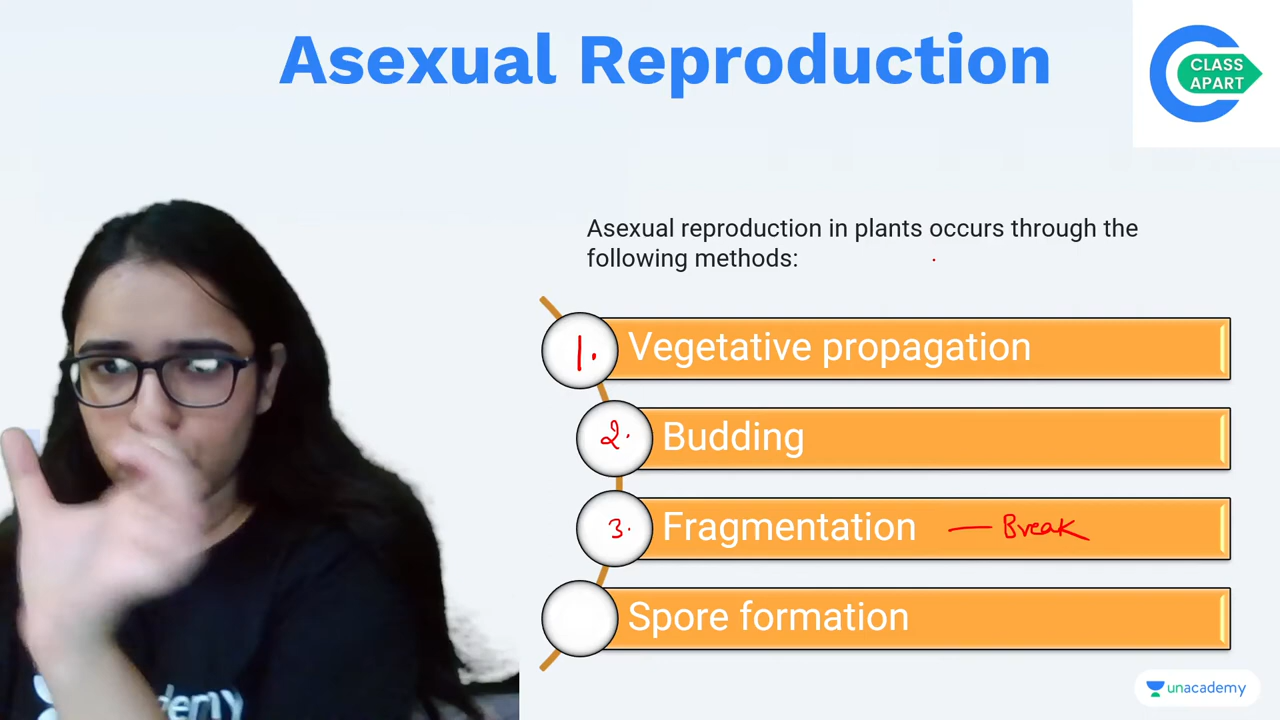 Asexual Reproduction
CLASS
APART
Asexual reproduction in plants occurs through the
following methods:
1. Vegetative propagation
2. Budding
3. Fragmentation — Break
Spore formation
unacademy
demy